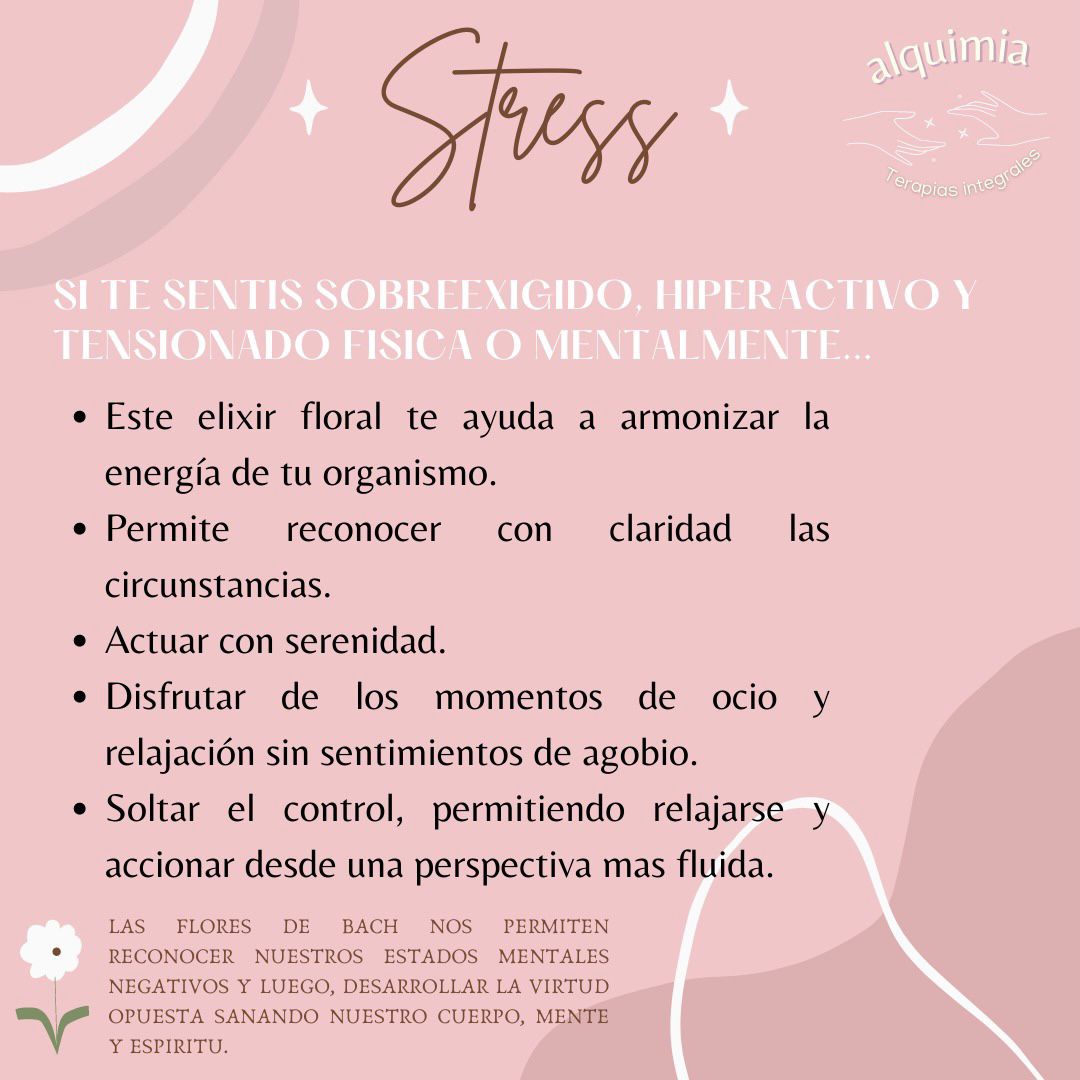 Stress
alquimia
Terapias integrales
SI TE SENTIS SOBREEXIGIDO, HIPERACTIVO Y
TENSIONADO FISICA O MENTALMENTE...
• Este elixir floral te ayuda a armonizar la
energía de tu organismo.
• Permite reconocer con claridad las
circunstancias.
• Actuar con serenidad.
• Disfrutar de los momentos de ocio y
relajación sin sentimientos de agobio.
• Soltar el control, permitiendo relajarse y
accionar desde una perspectiva mas fluida.
LAS FLORES DE BACH NOS PERMITEN
RECONOCER NUESTROS ESTADOS MENTALES
NEGATIVOS Y LUEGO, DESARROLLAR LA VIRTUD
OPUESTA SANANDO NUESTRO CUERPO, MENTE
Y ESPIRITU.